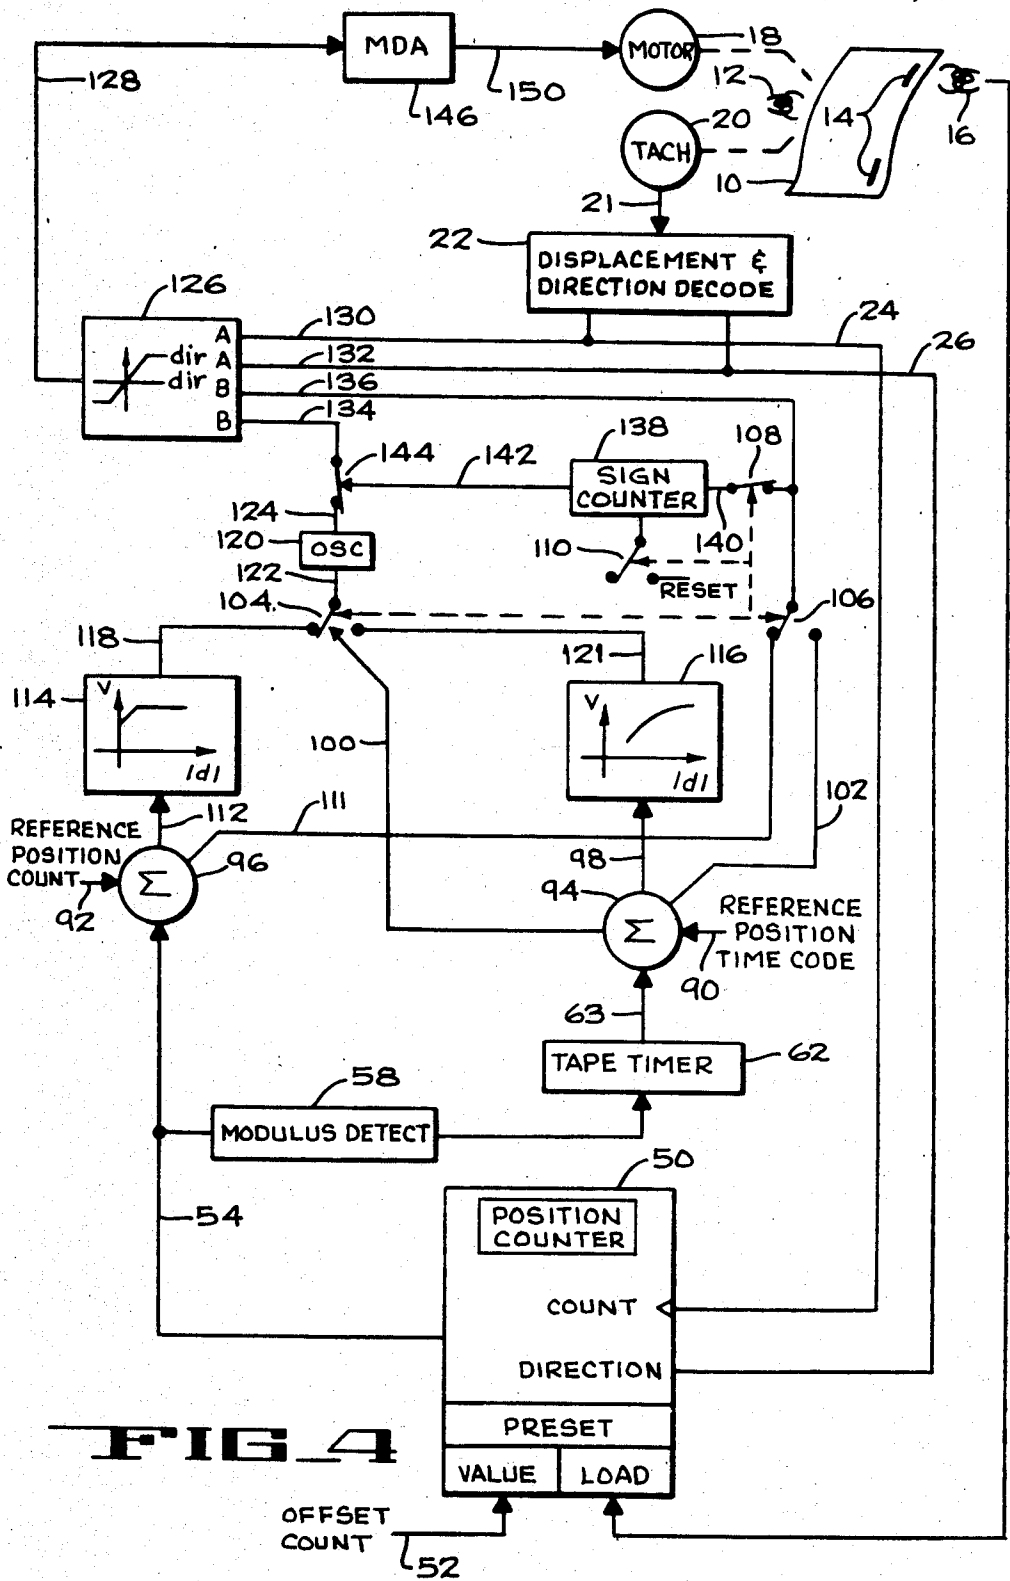 MDA
MOTOR
18
128
150
146
12
14
16
20
TACH
10
21
22
DISPLACEMENT &
DIRECTION DECODE
126
24
A
130
dir
A
132
26
dir
B
136
B
134
138
108
144
142
SIGN
COUNTER
124
120
OSC
110
140
122
RESET
104
106
118
121
116
114
V
|d|
V
|d|
100
102
112
111
REFERENCE
POSITION
COUNT
92
Σ
96
98
94
Σ
REFERENCE
POSITION
TIME CODE
90
63
TAPE TIMER
62
58
MODULUS DETECT
50
54
POSITION
COUNTER
COUNT
DIRECTION
PRESET
VALUE
LOAD
FIG_4
OFFSET
COUNT
52